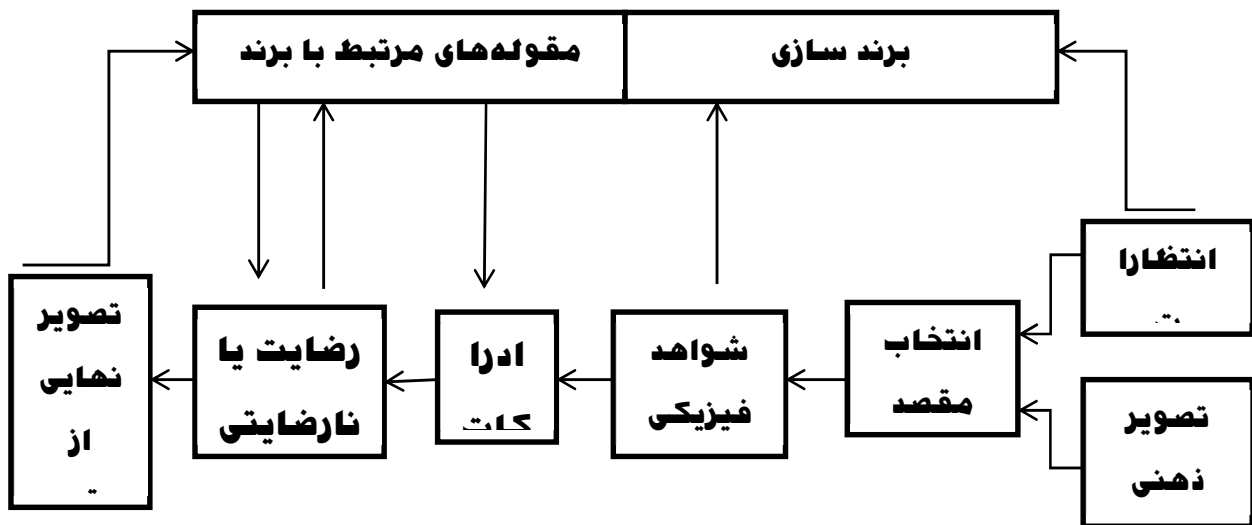 برند سازی
مقوله‌های مرتبط با برند
انتظارا
ت
تصویر
ذهنی
انتخاب
مقصد
شواهد
فیزیکی
ادرا
کات
رضایت یا
نارضایتی
تصویر
نهایی
از